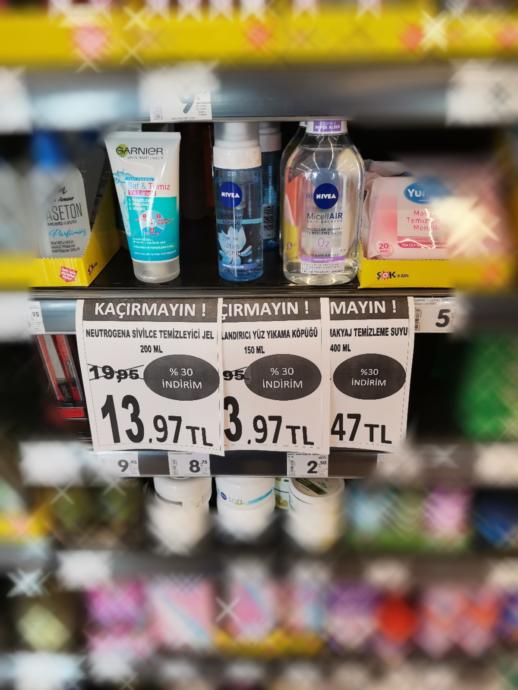 GARNIER
Saf & Temiz
NIVEA
NIVEA
MicellAIR
ASETON
Yui
20
ŞOK
ŞOK
KAÇIRMAYIN !
NEUTROGENA SİVİLCE TEMİZLEYİCİ JEL
200 ML
19,95
% 30
İNDİRİM
13,97 TL
ÇIRMAYIN !
LANDIRICI YÜZ YIKAMA KÖPÜĞÜ
150 ML
95
% 30
İNDİRİM
3,97 TL
MAYIN !
MAKYAJ TEMİZLEME SUYU
400 ML
%30
İNDİRİM
47 TL
5
9
8
2